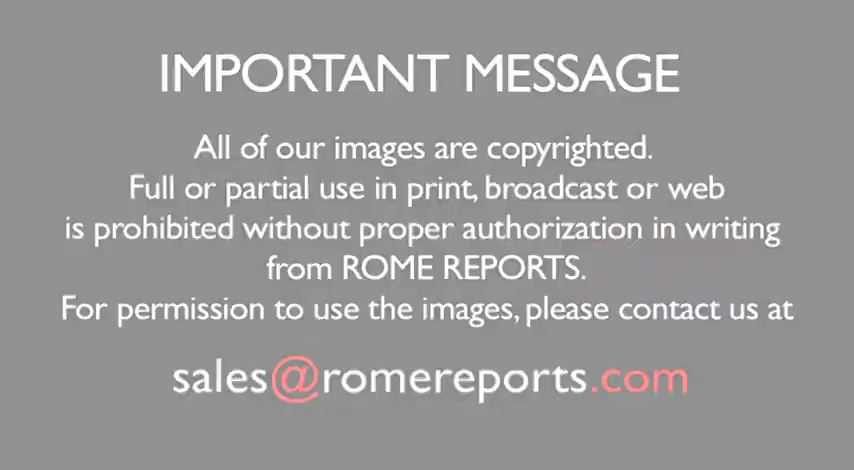 IMPORTANT MESSAGE
All of our images are copyrighted.
Full or partial use in print, broadcast or web
is prohibited without proper authorization in writing
from ROME REPORTS.
For permission to use the images, please contact us at
sales@romereports.com